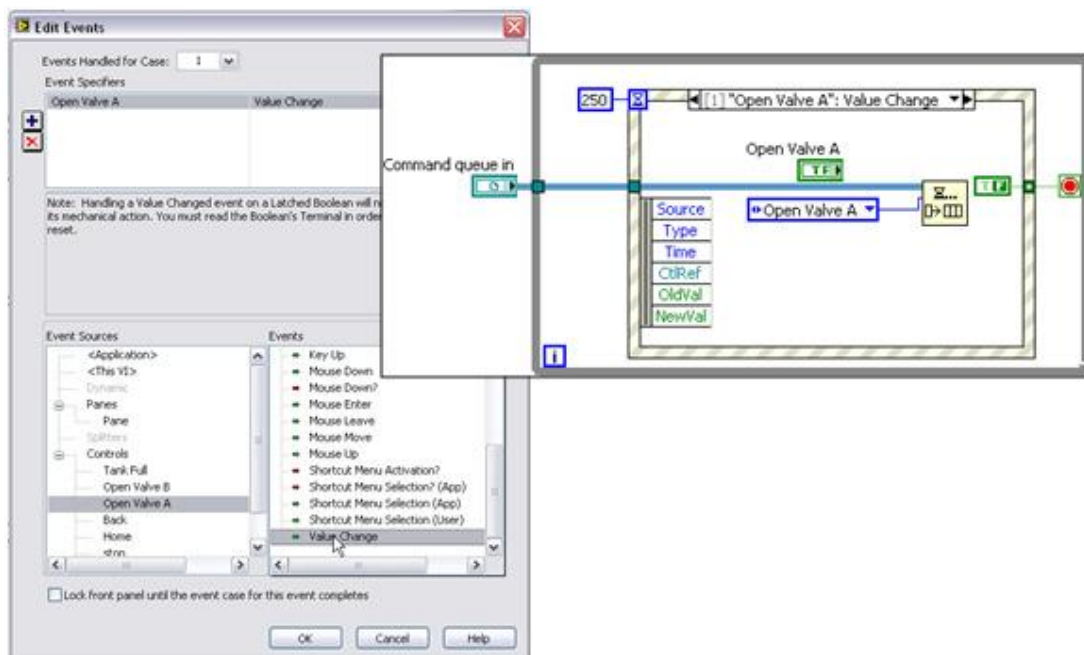 Edit Events
Events Handled for Case: 1
Event Specifiers
Open Valve A Value Change
Note: Handling a Value Changed event on a Latched Boolean will
its mechanical action. You must read the Boolean's Terminal in
reset.
Event Sources
<Application>
<This VI>
Dynamic
Panes
Pane
Splitters
Controls
Tank Full
Open Valve B
Open Valve A
Back
Home
stop
Events
Key Up
Mouse Down
Mouse Down?
Mouse Enter
Mouse Leave
Mouse Move
Mouse Up
Shortcut Menu Activation?
Shortcut Menu Selection? (App)
Shortcut Menu Selection (App)
Shortcut Menu Selection (User)
Value Change
Lock front panel until the event case for this event completes
OK Cancel Help
250
[1] "Open Valve A": Value Change
Open Valve A
TF
Command queue in
Open Valve A
Source
Type
Time
CtlRef
OldVal
NewVal
i